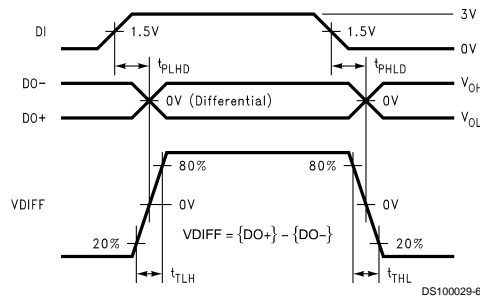 3V
DI
1.5V
1.5V
0V
tPLHD
tPHLD
DO-
0V (Differential)
0V
VOH
DO+
VOL
80%
80%
VDIFF
0V
0V
20%
VDIFF = {DO+} - {DO-}
20%
tTLH
tTHL
DS100029-6